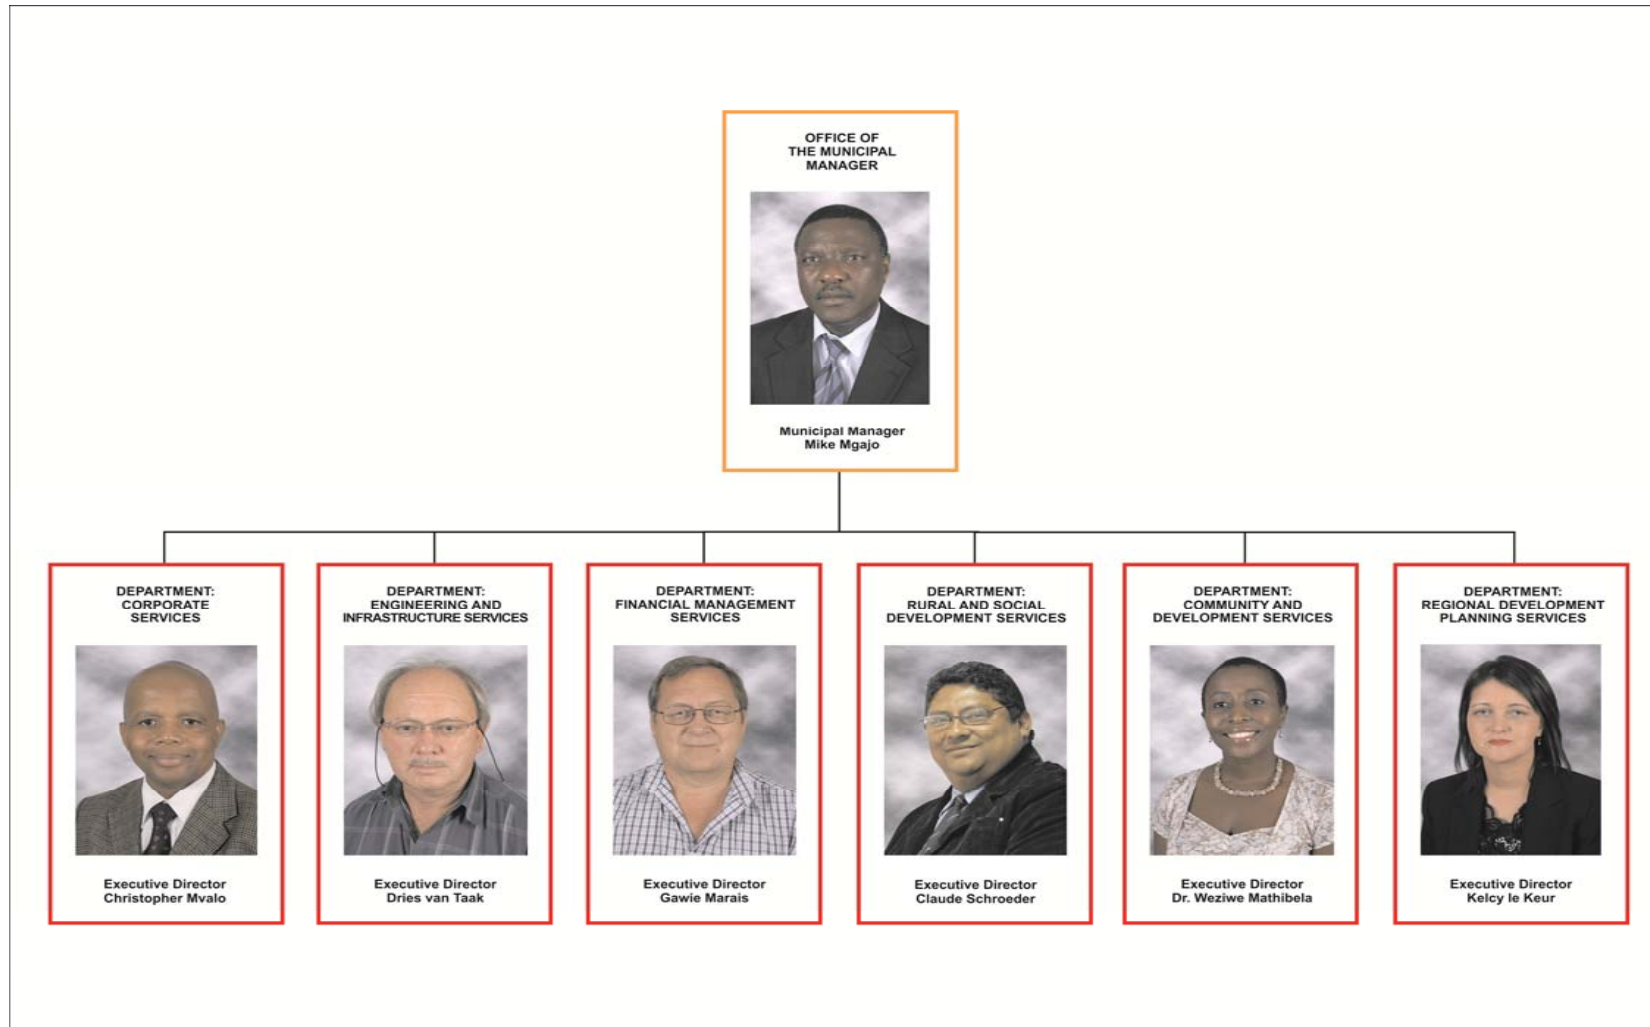 OFFICE OF
THE MUNICIPAL
MANAGER
Municipal Manager
Mike Mgajo
DEPARTMENT:
CORPORATE
SERVICES
Executive Director
Christopher Mvalo
DEPARTMENT:
ENGINEERING AND
INFRASTRUCTURE SERVICES
Executive Director
Dries van Taak
DEPARTMENT:
FINANCIAL MANAGEMENT
SERVICES
Executive Director
Gawie Marais
DEPARTMENT:
RURAL AND SOCIAL
DEVELOPMENT SERVICES
Executive Director
Claude Schroeder
DEPARTMENT:
COMMUNITY AND
DEVELOPMENT SERVICES
Executive Director
Dr. Weziwe Mathibela
DEPARTMENT:
REGIONAL DEVELOPMENT
PLANNING SERVICES
Executive Director
Kelcy le Keur